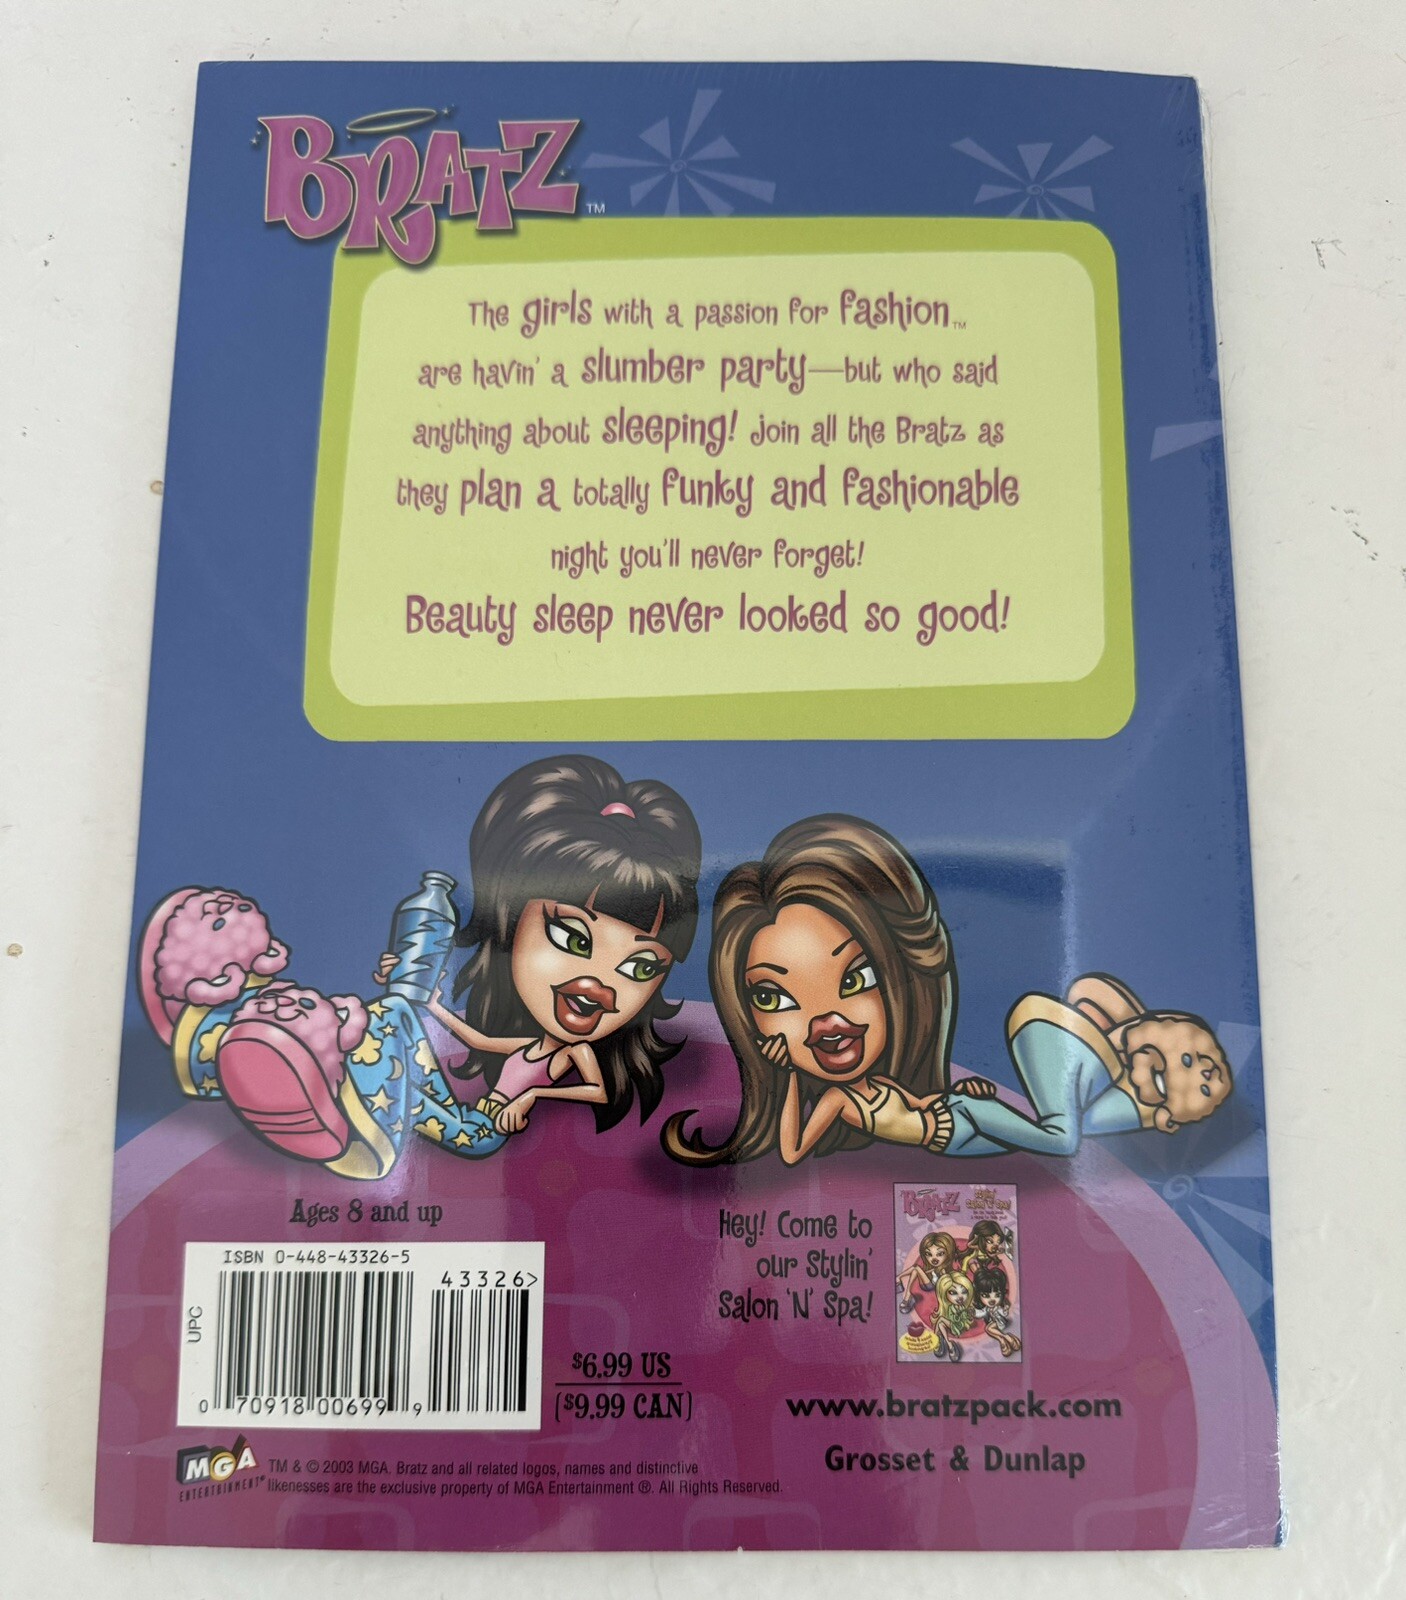 BRATZ™
The girls with a passion for fashion™
are havin' a slumber party—but who said
anything about sleeping! Join all the Bratz as
they plan a totally funky and fashionable
night you'll never forget!
Beauty sleep never looked so good!
Ages 8 and up
ISBN 0-448-43326-5
43326>
UPC
0 70918 00699 9
$6.99 US
($9.99 CAN)
Hey! Come to
our Stylin'
Salon 'N' Spa!
BRATZ
www.bratzpack.com
Grosset & Dunlap
MGA
ENTERTAINMENT®
TM & © 2003 MGA. Bratz and all related logos, names and distinctive
likenesses are the exclusive property of MGA Entertainment ®. All Rights Reserved.